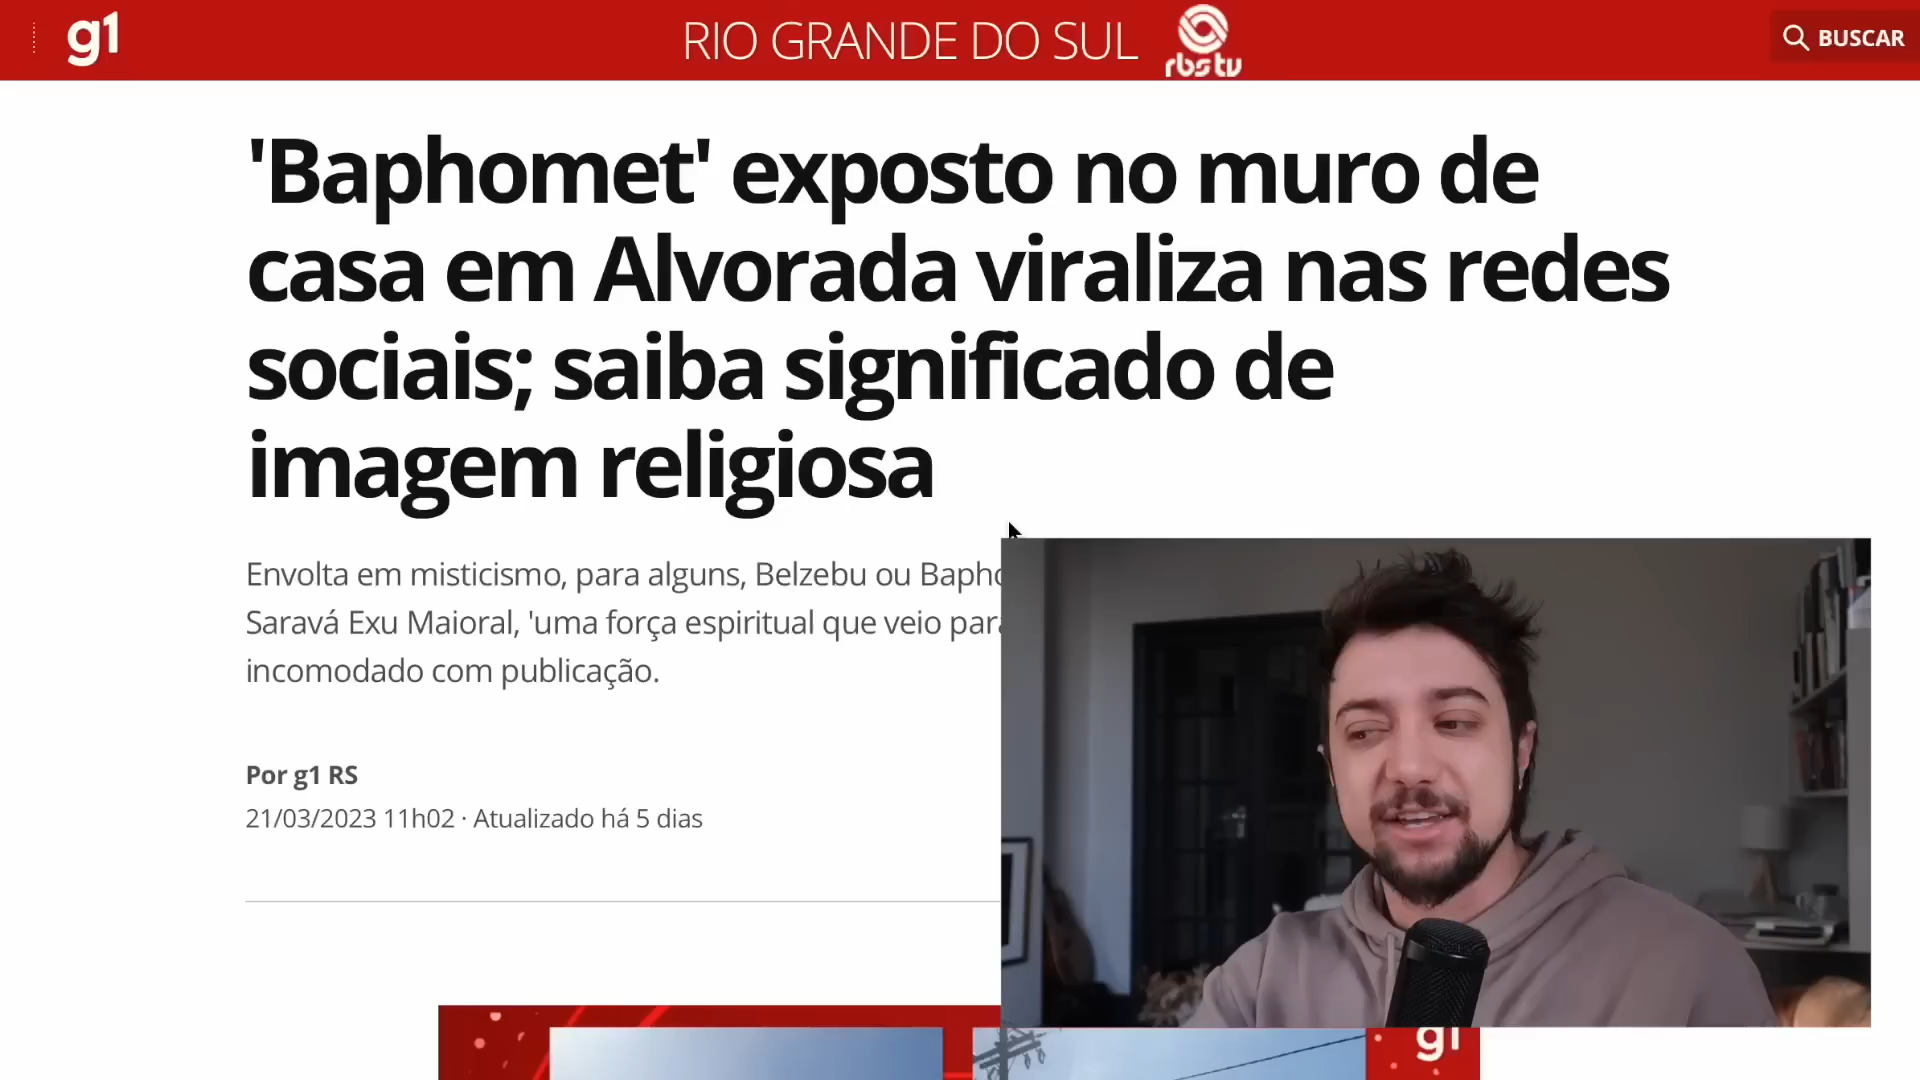 g1
RIO GRANDE DO SUL
rbs tv
BUSCAR
'Baphomet' exposto no muro de
casa em Alvorada viraliza nas redes
sociais; saiba significado de
imagem religiosa
Envolta em misticismo, para alguns, Belzebu ou
Saravá Exu Maioral, 'uma força espiritual que veio
incomodado com publicação.
Por g1 RS
21/03/2023 11h02 · Atualizado há 5 dias
g1